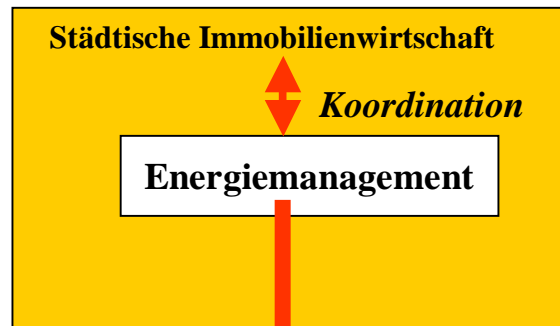 Städtische Immobilienwirtschaft
Koordination
Energiemanagement